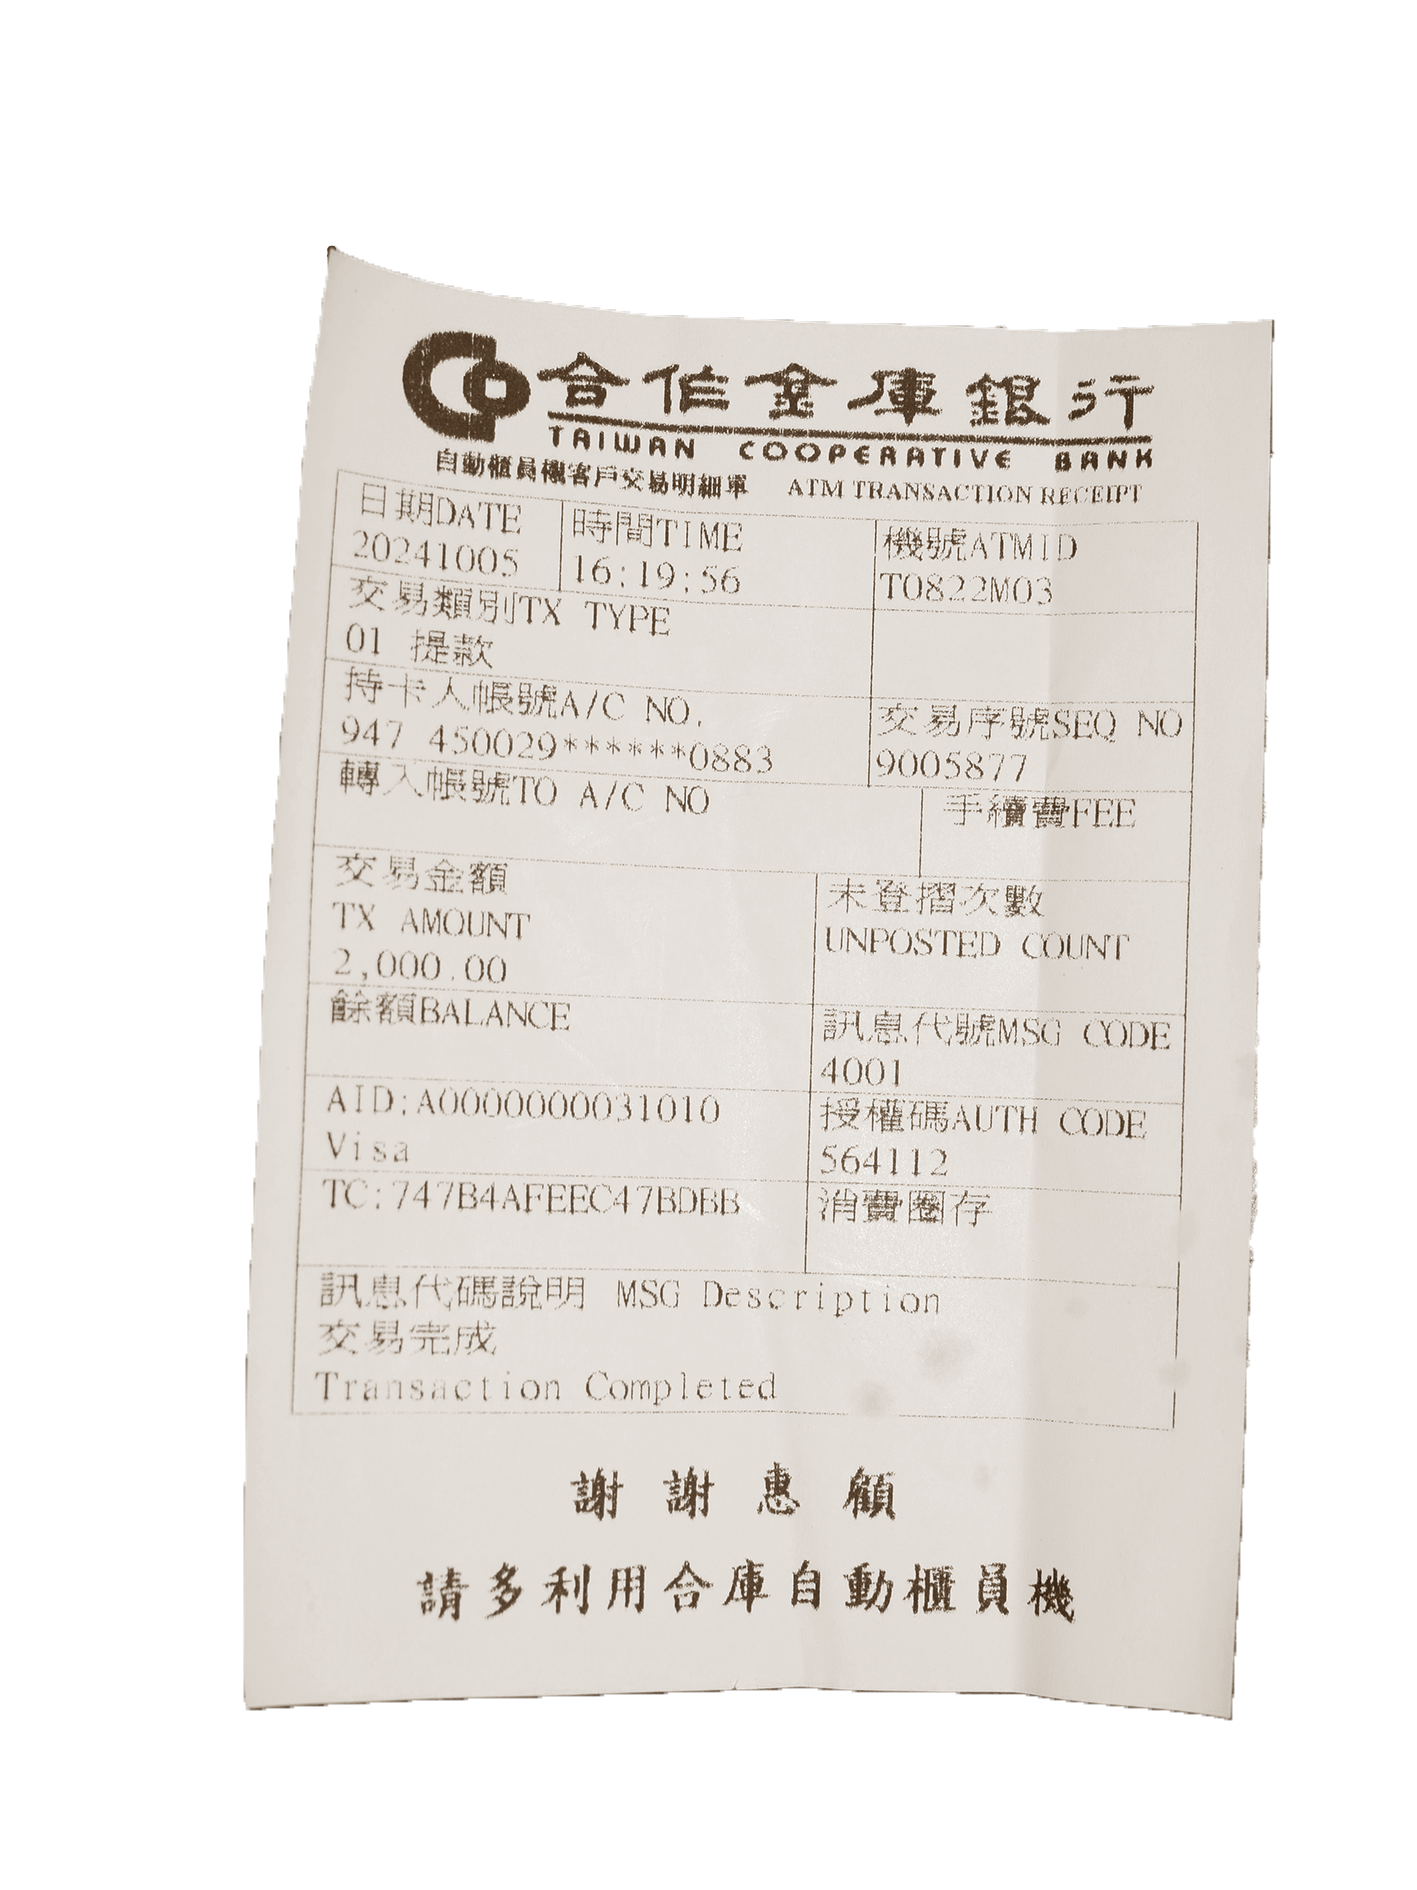 合作金庫銀行
TAIWAN COOPERATIVE BANK
自動櫃員機客戶交易明細單 ATM TRANSACTION RECEIPT
日期DATE 時間TIME 機號ATMID
20241005 16:19:56 T0822M03
交易類別TX TYPE
01 提款
持卡人帳號A/C NO. 交易序號SEQ NO
947 450029******0883 9005877
轉入帳號TO A/C NO 手續費FEE
交易金額 未登摺次數
TX AMOUNT UNPOSTED COUNT
2,000.00
餘額BALANCE 訊息代號MSG CODE
4001
AID:A0000000031010 授權碼AUTH CODE
Visa 564112
TC:747B4AFEEC47BDBB 消費圈存
訊息代碼說明 MSG Description
交易完成
Transaction Completed
謝謝惠顧
請多利用合庫自動櫃員機